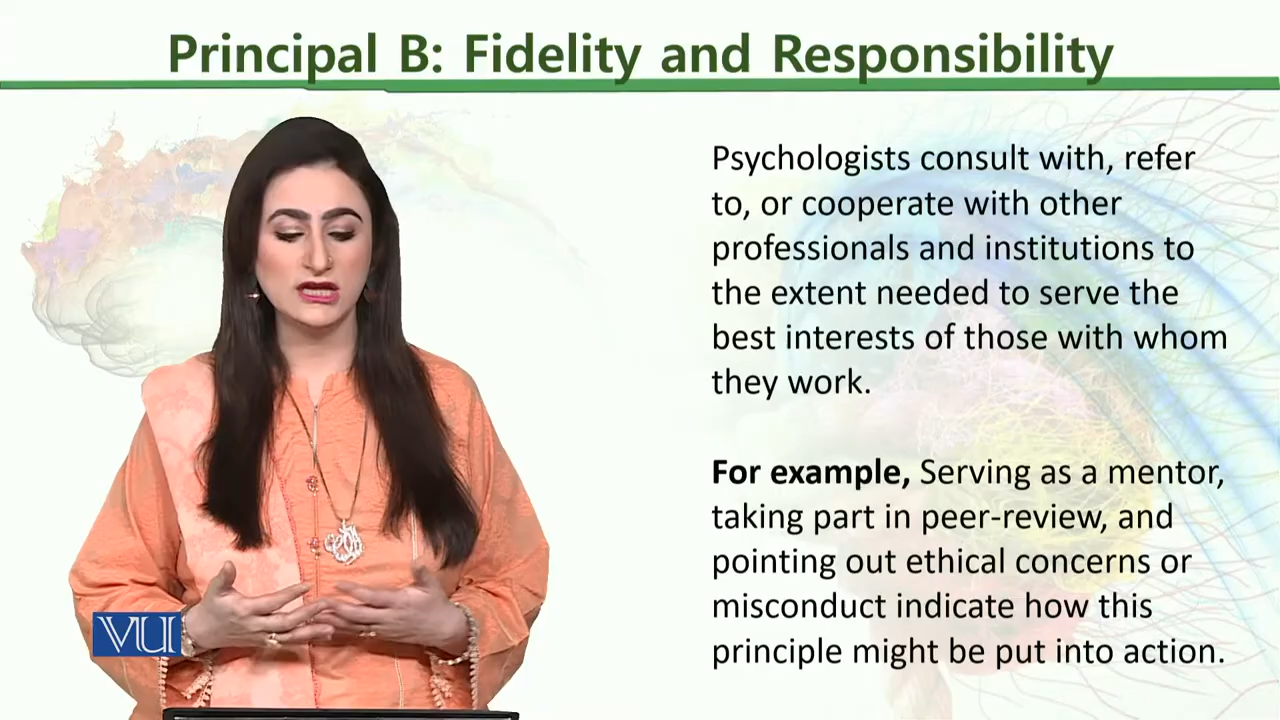 Principal B: Fidelity and Responsibility
Psychologists consult with, refer
to, or cooperate with other
professionals and institutions to
the extent needed to serve the
best interests of those with whom
they work.
For example, Serving as a mentor,
taking part in peer-review, and
pointing out ethical concerns or
misconduct indicate how this
principle might be put into action.
VU